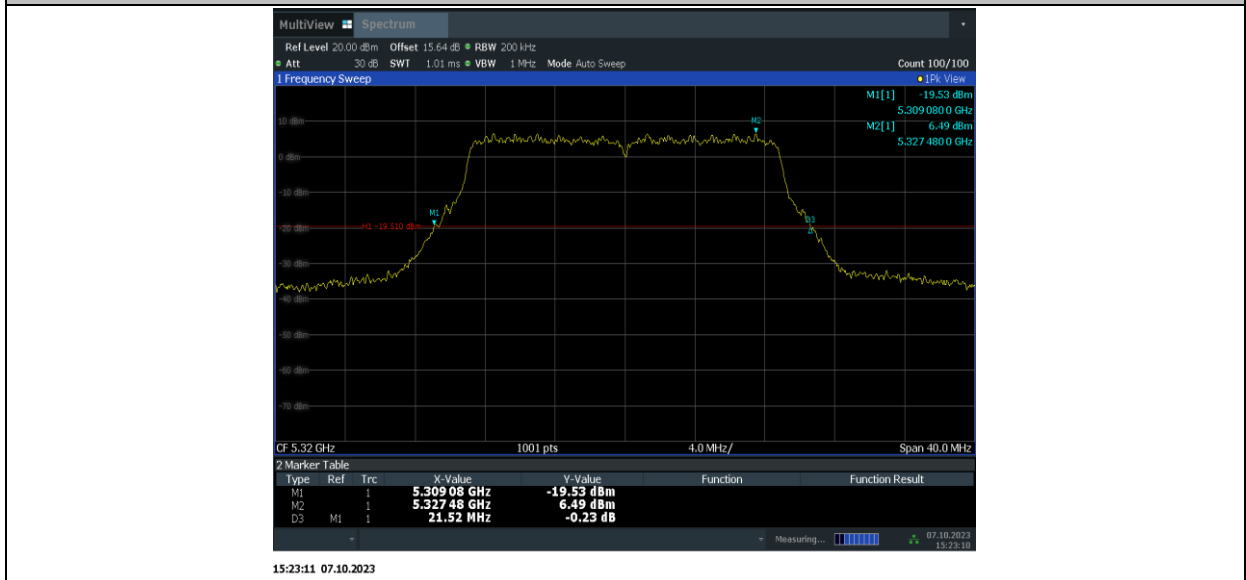 MultiView Spectrum
Ref Level 20.00 dBm Offset 15.64 dB RBW 200 kHz
Att 30 dB SWT 1.01 ms VBW 1 MHz Mode Auto Sweep Count 100/100
1 Frequency Sweep 1Pk View
M1[1] -19.53 dBm
5.309 080 0 GHz
M2[1] 6.49 dBm
5.327 480 0 GHz
10 dBm
M2
0 dBm
-10 dBm
M1
D3
-20 dBm H1 -19.510 dBm
-30 dBm
-40 dBm
-50 dBm
-60 dBm
-70 dBm
CF 5.32 GHz 1001 pts 4.0 MHz/ Span 40.0 MHz
2 Marker Table
Type Ref Trc X-Value Y-Value Function Function Result
M1 1 5.309 08 GHz -19.53 dBm
M2 1 5.327 48 GHz 6.49 dBm
D3 M1 1 21.52 MHz -0.23 dB
Measuring... 07.10.2023
15:23:10
15:23:11 07.10.2023